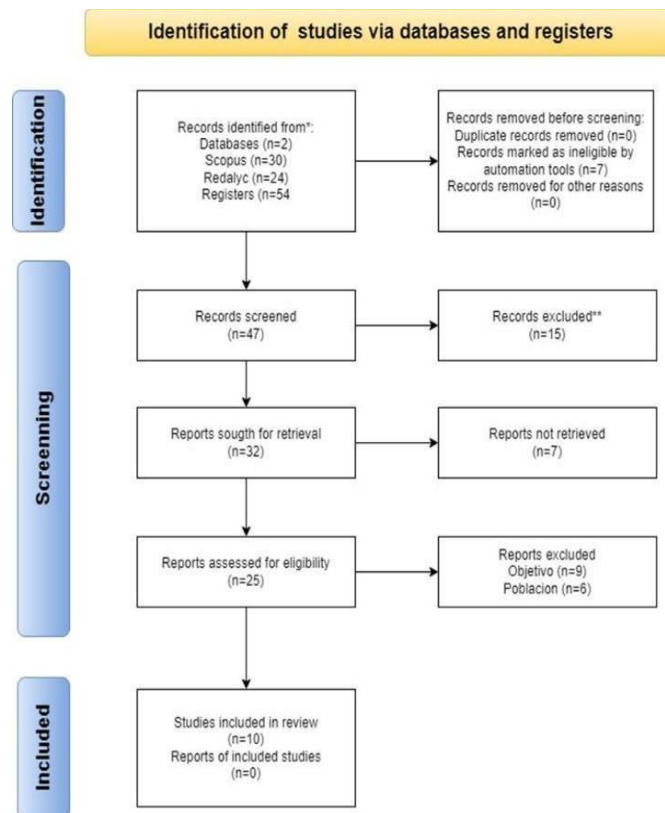 Identification of studies via databases and registers
Identification
Records identified from*:
Databases (n=2)
Scopus (n=30)
Redalyc (n=24)
Registers (n=54
Records removed before screening:
Duplicate records removed (n=0)
Records marked as ineligible by
automation tools (n=7)
Records removed for other reasons
(n=0)
Screenning
Records screened
(n=47)
Records excluded**
(n=15)
Reports sougth for retrieval
(n=32)
Reports not retrieved
(n=7)
Reports assessed for eligibility
(n=25)
Reports excluded
Objetivo (n=9)
Poblacion (n=6)
Included
Studies included in review
(n=10)
Reports of included studies
(n=0)